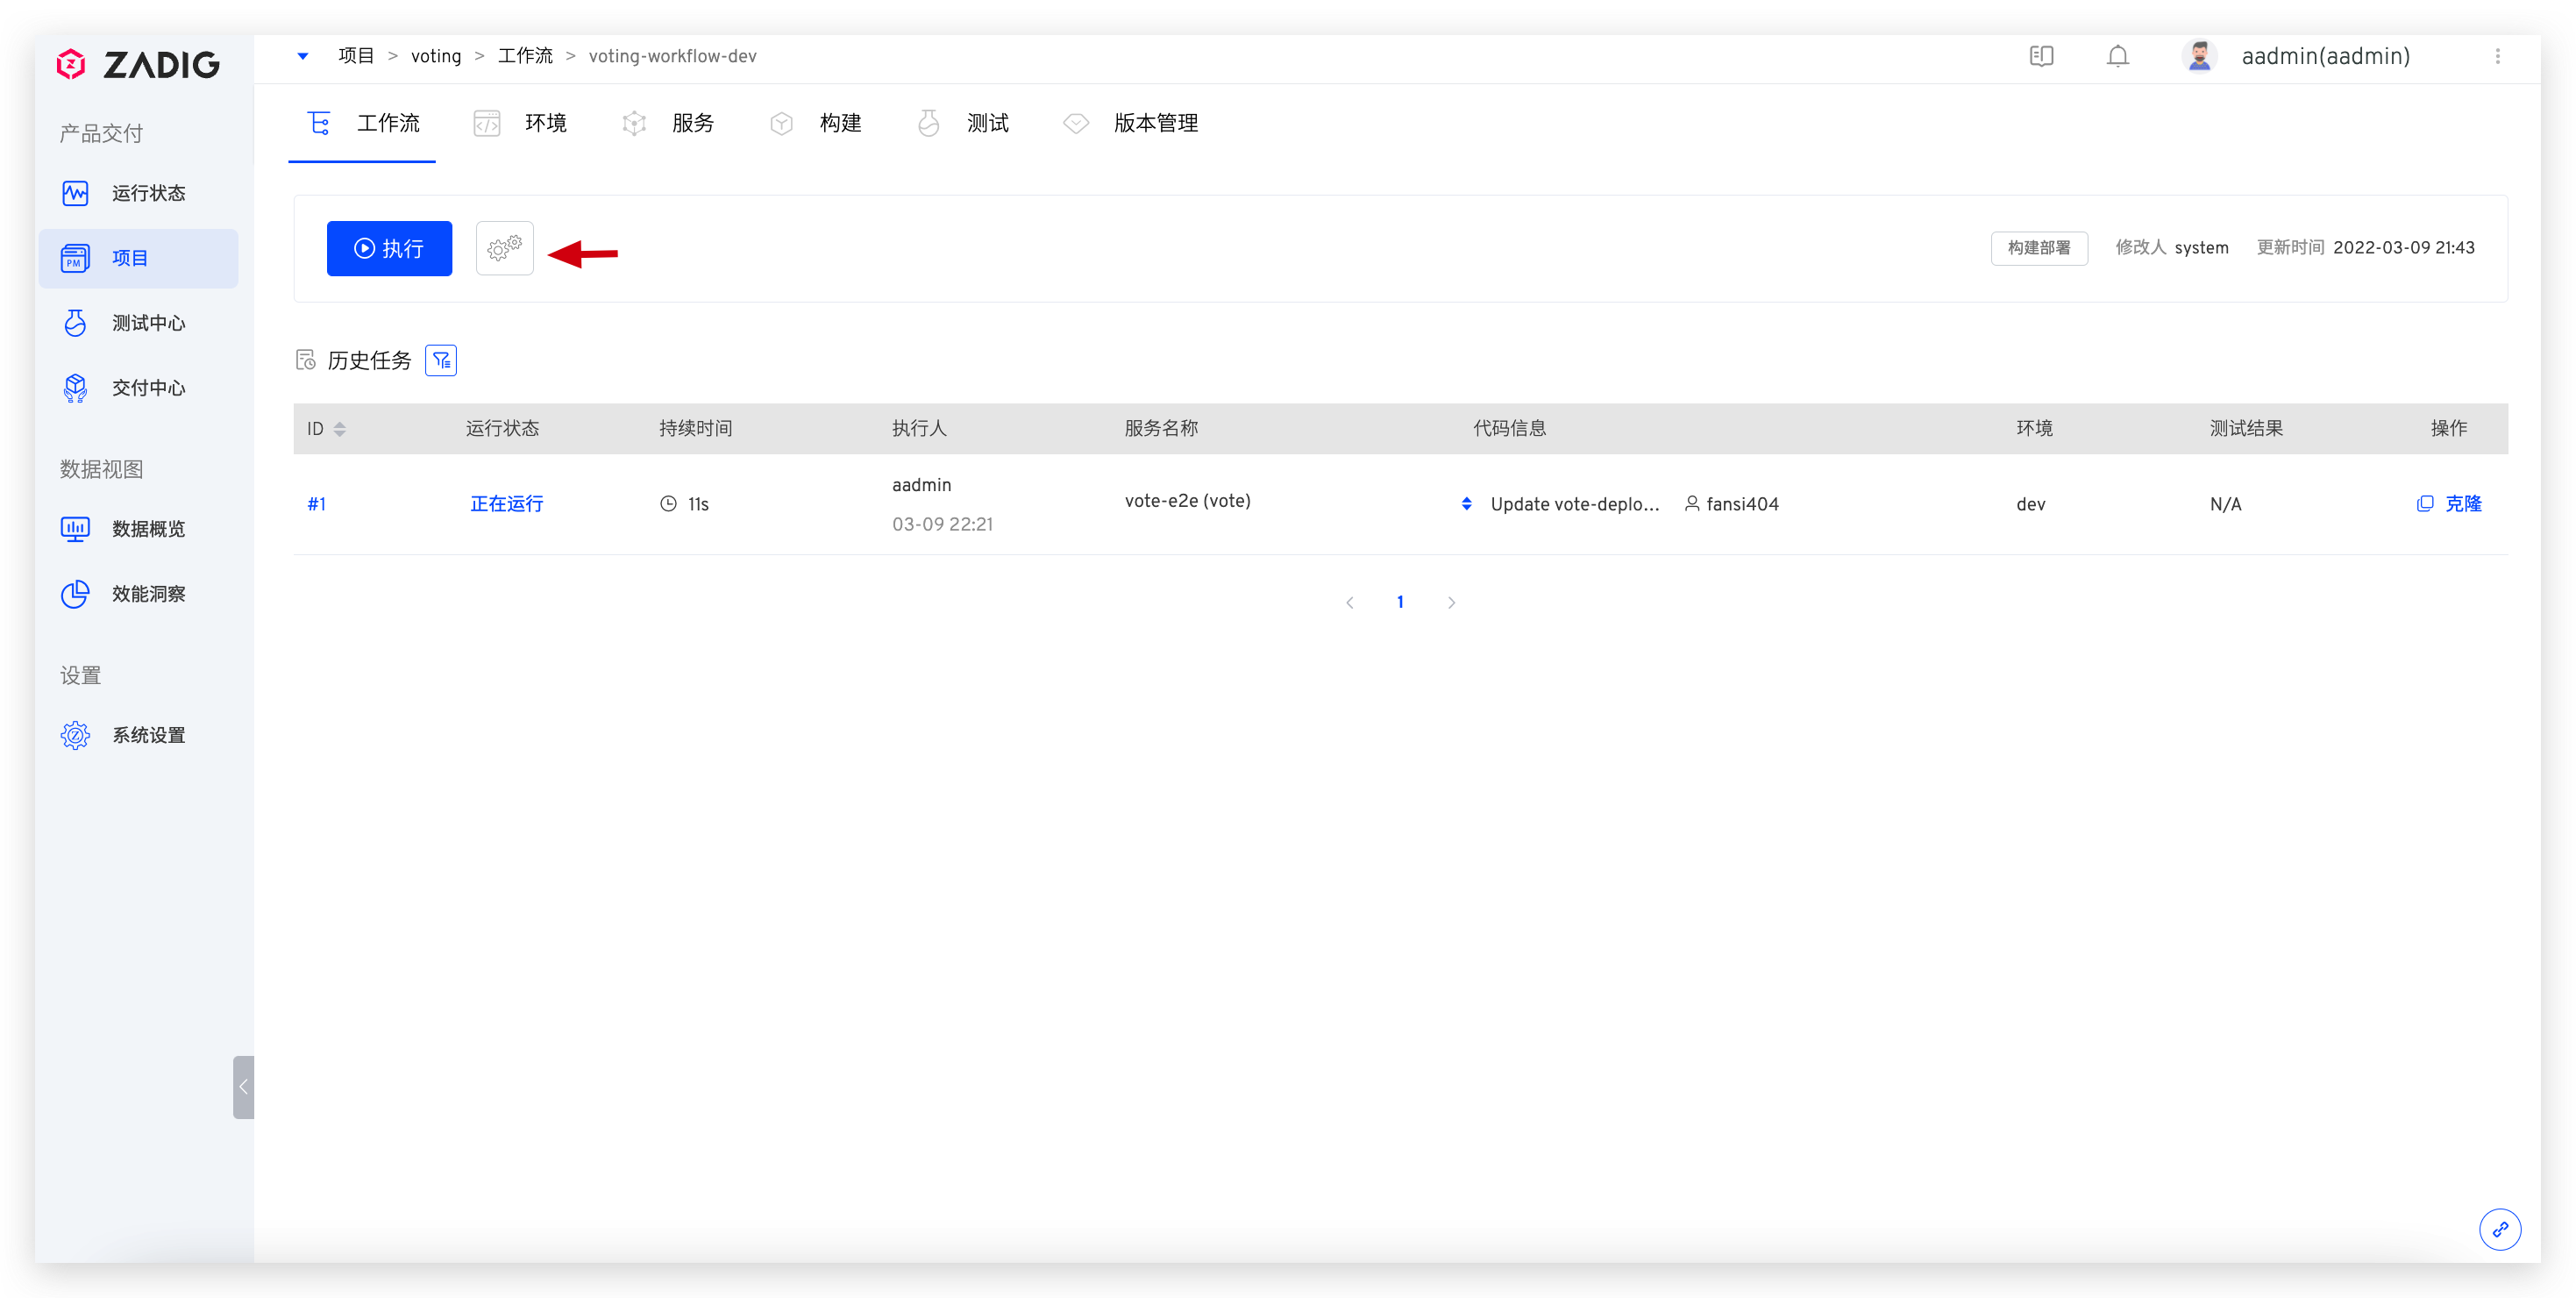 ZADIG
项目 > voting > 工作流 > voting-workflow-dev
aadmin(aadmin)
产品交付
运行状态
PM 项目
测试中心
交付中心
数据视图
数据概览
效能洞察
设置
系统设置
工作流 环境 服务 构建 测试 版本管理
执行
构建部署 修改人 system 更新时间 2022-03-09 21:43
历史任务
ID 运行状态 持续时间 执行人 服务名称 代码信息 环境 测试结果 操作
#1 正在运行 11s aadmin vote-e2e (vote) Update vote-deplo... fansi404 dev N/A 克隆
03-09 22:21
1